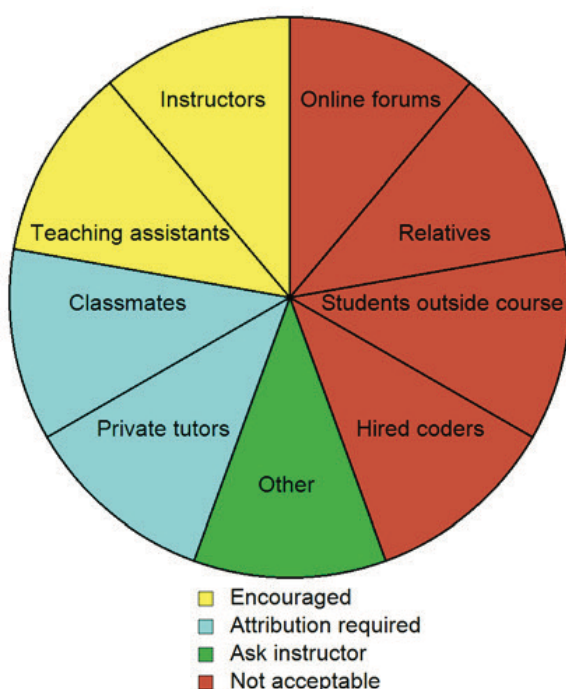 Instructors
Online forums
Teaching assistants
Relatives
Classmates
Students outside course
Private tutors
Hired coders
Other
Encouraged
Attribution required
Ask instructor
Not acceptable